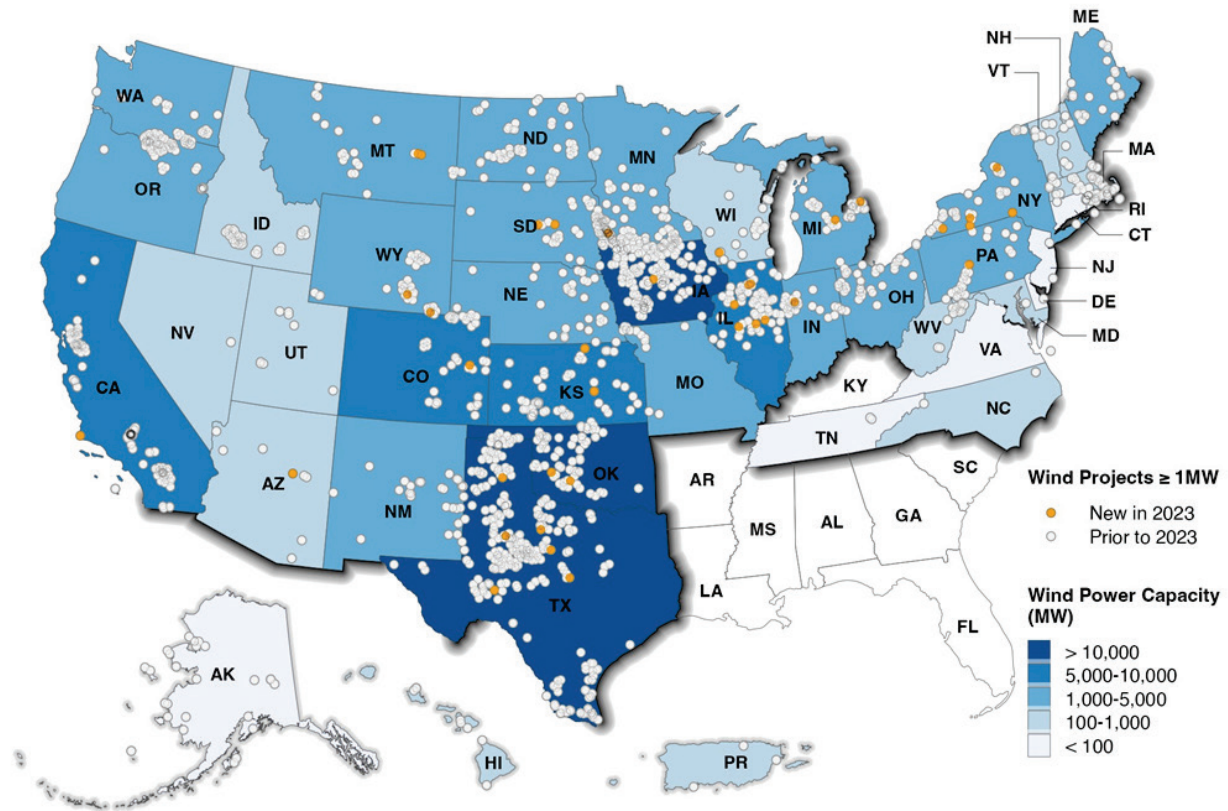 ME
NH
VT
WA
MT
ND
MN
MA
OR
ID
SD
WI
MI
NY
RI
CT
WY
NE
IA
PA
NJ
NV
UT
IL
IN
OH
DE
WV
MD
CA
CO
KS
MO
KY
VA
NC
TN
AZ
NM
OK
AR
SC
MS
AL
GA
LA
TX
FL
AK
HI
PR
Wind Projects ≥ 1MW
New in 2023
Prior to 2023
Wind Power Capacity
(MW)
> 10,000
5,000-10,000
1,000-5,000
100-1,000
< 100